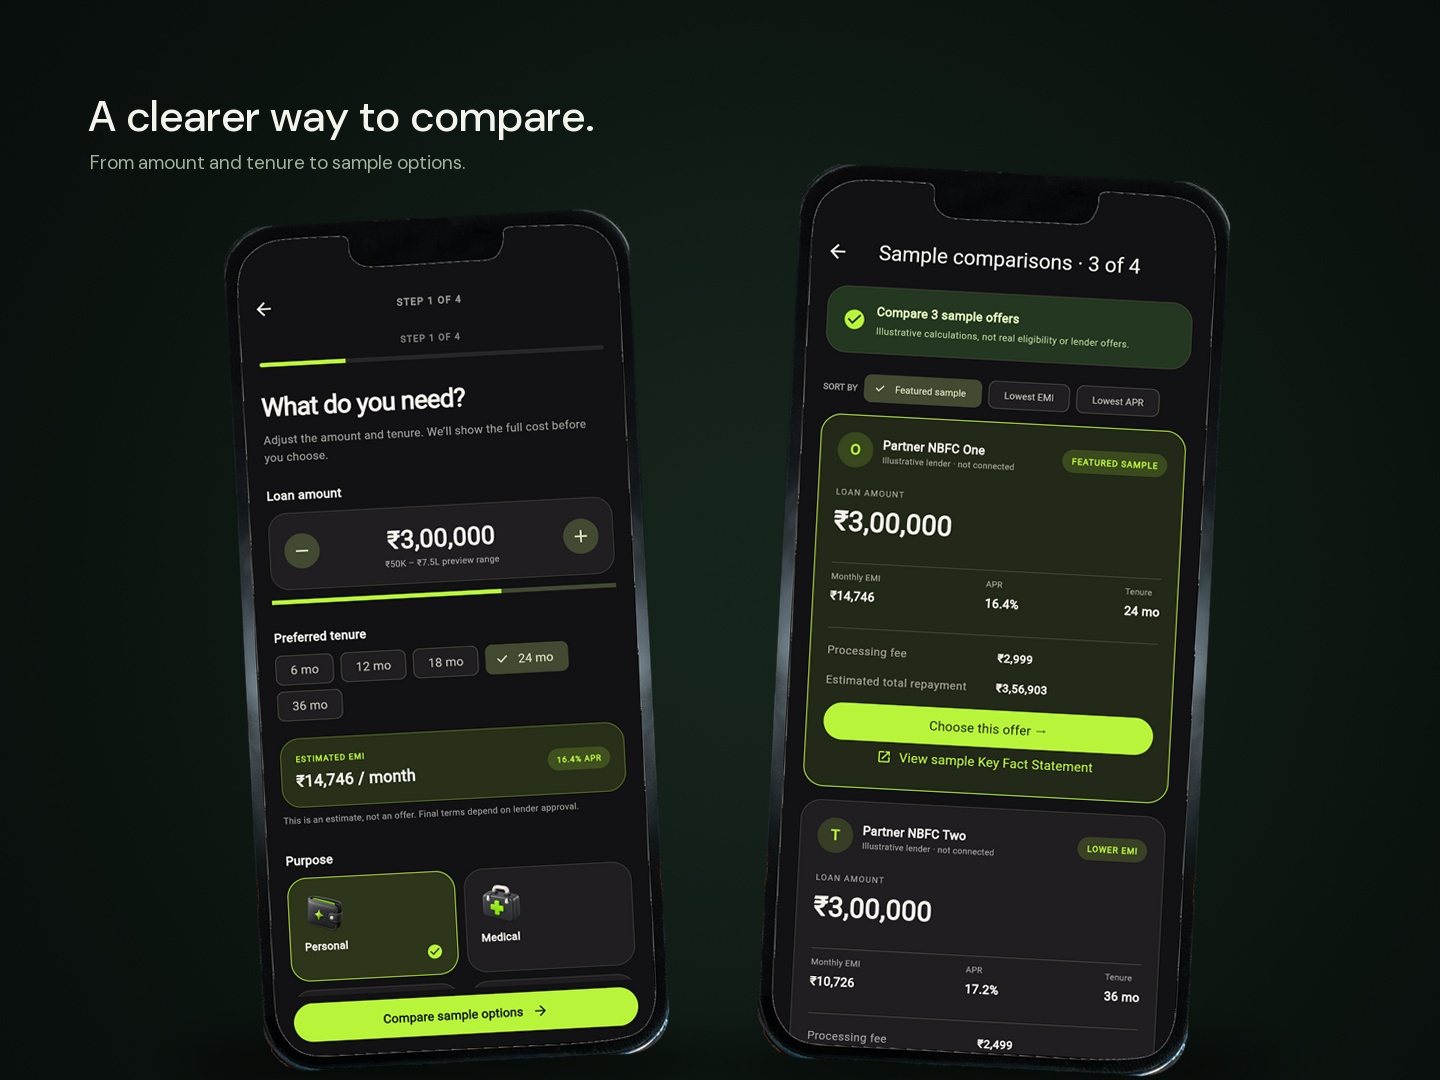 A clearer way to compare.
From amount and tenure to sample options.
STEP 1 OF 4
STEP 1 OF 4
What do you need?
Adjust the amount and tenure. We'll show the full cost before
you choose.
Loan amount
₹3,00,000
₹50K – ₹7.5L preview range
Preferred tenure
6 mo
12 mo
18 mo
24 mo
36 mo
ESTIMATED EMI
16.4% APR
₹14,746 / month
This is an estimate, not an offer. Final terms depend on lender approval.
Purpose
Personal
Medical
Compare sample options →
Sample comparisons · 3 of 4
Compare 3 sample offers
Illustrative calculations, not real eligibility or lender offers.
SORT BY
Featured sample
Lowest EMI
Lowest APR
O
Partner NBFC One
Illustrative lender · not connected
FEATURED SAMPLE
LOAN AMOUNT
₹3,00,000
Monthly EMI
APR
Tenure
₹14,746
16.4%
24 mo
Processing fee
₹2,999
Estimated total repayment
₹3,56,903
Choose this offer →
View sample Key Fact Statement
T
Partner NBFC Two
Illustrative lender · not connected
LOWER EMI
LOAN AMOUNT
₹3,00,000
Monthly EMI
APR
Tenure
₹10,726
17.2%
36 mo
Processing fee
₹2,499